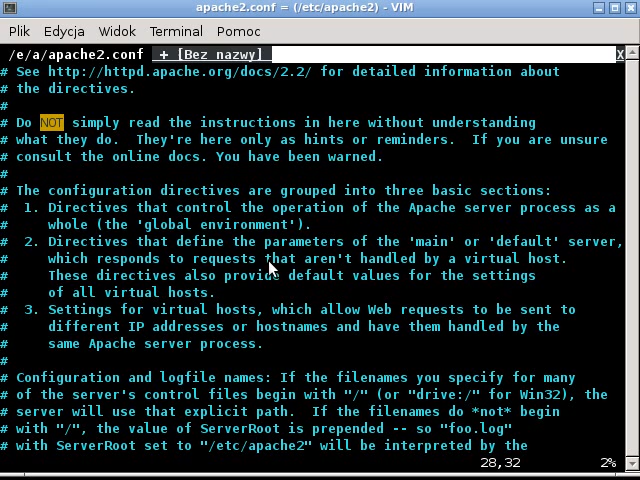 apache2.conf = (/etc/apache2) - VIM
Plik Edycja Widok Terminal Pomoc
/e/a/apache2.conf + [Bez nazwy] X
# See http://httpd.apache.org/docs/2.2/ for detailed information about
# the directives.
#
# Do NOT simply read the instructions in here without understanding
# what they do.  They're here only as hints or reminders.  If you are unsure
# consult the online docs. You have been warned.
#
# The configuration directives are grouped into three basic sections:
#  1. Directives that control the operation of the Apache server process as a
#     whole (the 'global environment').
#  2. Directives that define the parameters of the 'main' or 'default' server,
#     which responds to requests that aren't handled by a virtual host.
#     These directives also provide default values for the settings
#     of all virtual hosts.
#  3. Settings for virtual hosts, which allow Web requests to be sent to
#     different IP addresses or hostnames and have them handled by the
#     same Apache server process.
#
# Configuration and logfile names: If the filenames you specify for many
# of the server's control files begin with "/" (or "drive:/" for Win32), the
# server will use that explicit path.  If the filenames do *not* begin
# with "/", the value of ServerRoot is prepended -- so "foo.log"
# with ServerRoot set to "/etc/apache2" will be interpreted by the
28,32 2%